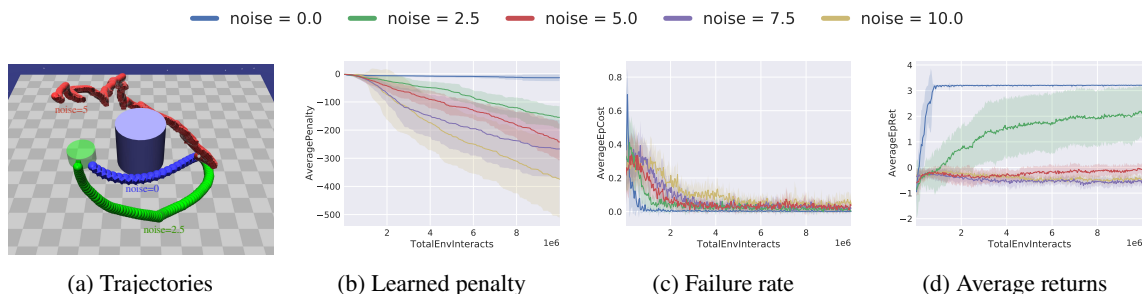 noise = 0.0 noise = 2.5 noise = 5.0 noise = 7.5 noise = 10.0
noise=5
noise=0
noise=2.5
(a) Trajectories
0
−100
−200
−300
−400
−500
AveragePenalty
2 4 6 8 1e6
TotalEnvInteracts
(b) Learned penalty
0.8
0.6
0.4
0.2
0.0
AverageEpCost
2 4 6 8 1e6
TotalEnvInteracts
(c) Failure rate
4
3
2
1
0
−1
−2
AverageEpRet
2 4 6 8 1e6
TotalEnvInteracts
(d) Average returns